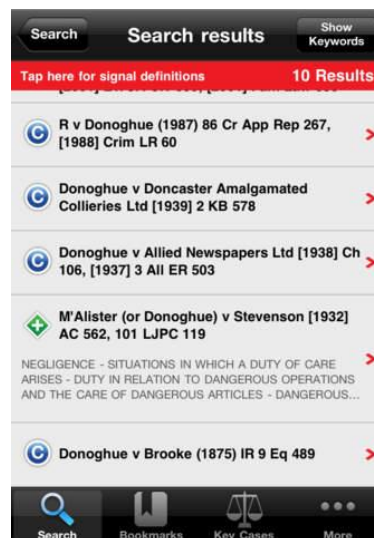 Search
Search results
Show
Keywords
Tap here for signal definitions
10 Results
C
R v Donoghue (1987) 86 Cr App Rep 267,
[1988] Crim LR 60
C
Donoghue v Doncaster Amalgamated
Collieries Ltd [1939] 2 KB 578
C
Donoghue v Allied Newspapers Ltd [1938] Ch
106, [1937] 3 All ER 503
M'Alister (or Donoghue) v Stevenson [1932]
AC 562, 101 LJPC 119
NEGLIGENCE - SITUATIONS IN WHICH A DUTY OF CARE
ARISES - DUTY IN RELATION TO DANGEROUS OPERATIONS
AND THE CARE OF DANGEROUS ARTICLES - DANGEROUS...
C
Donoghue v Brooke (1875) IR 9 Eq 489
Search
Bookmarks
Key Cases
More